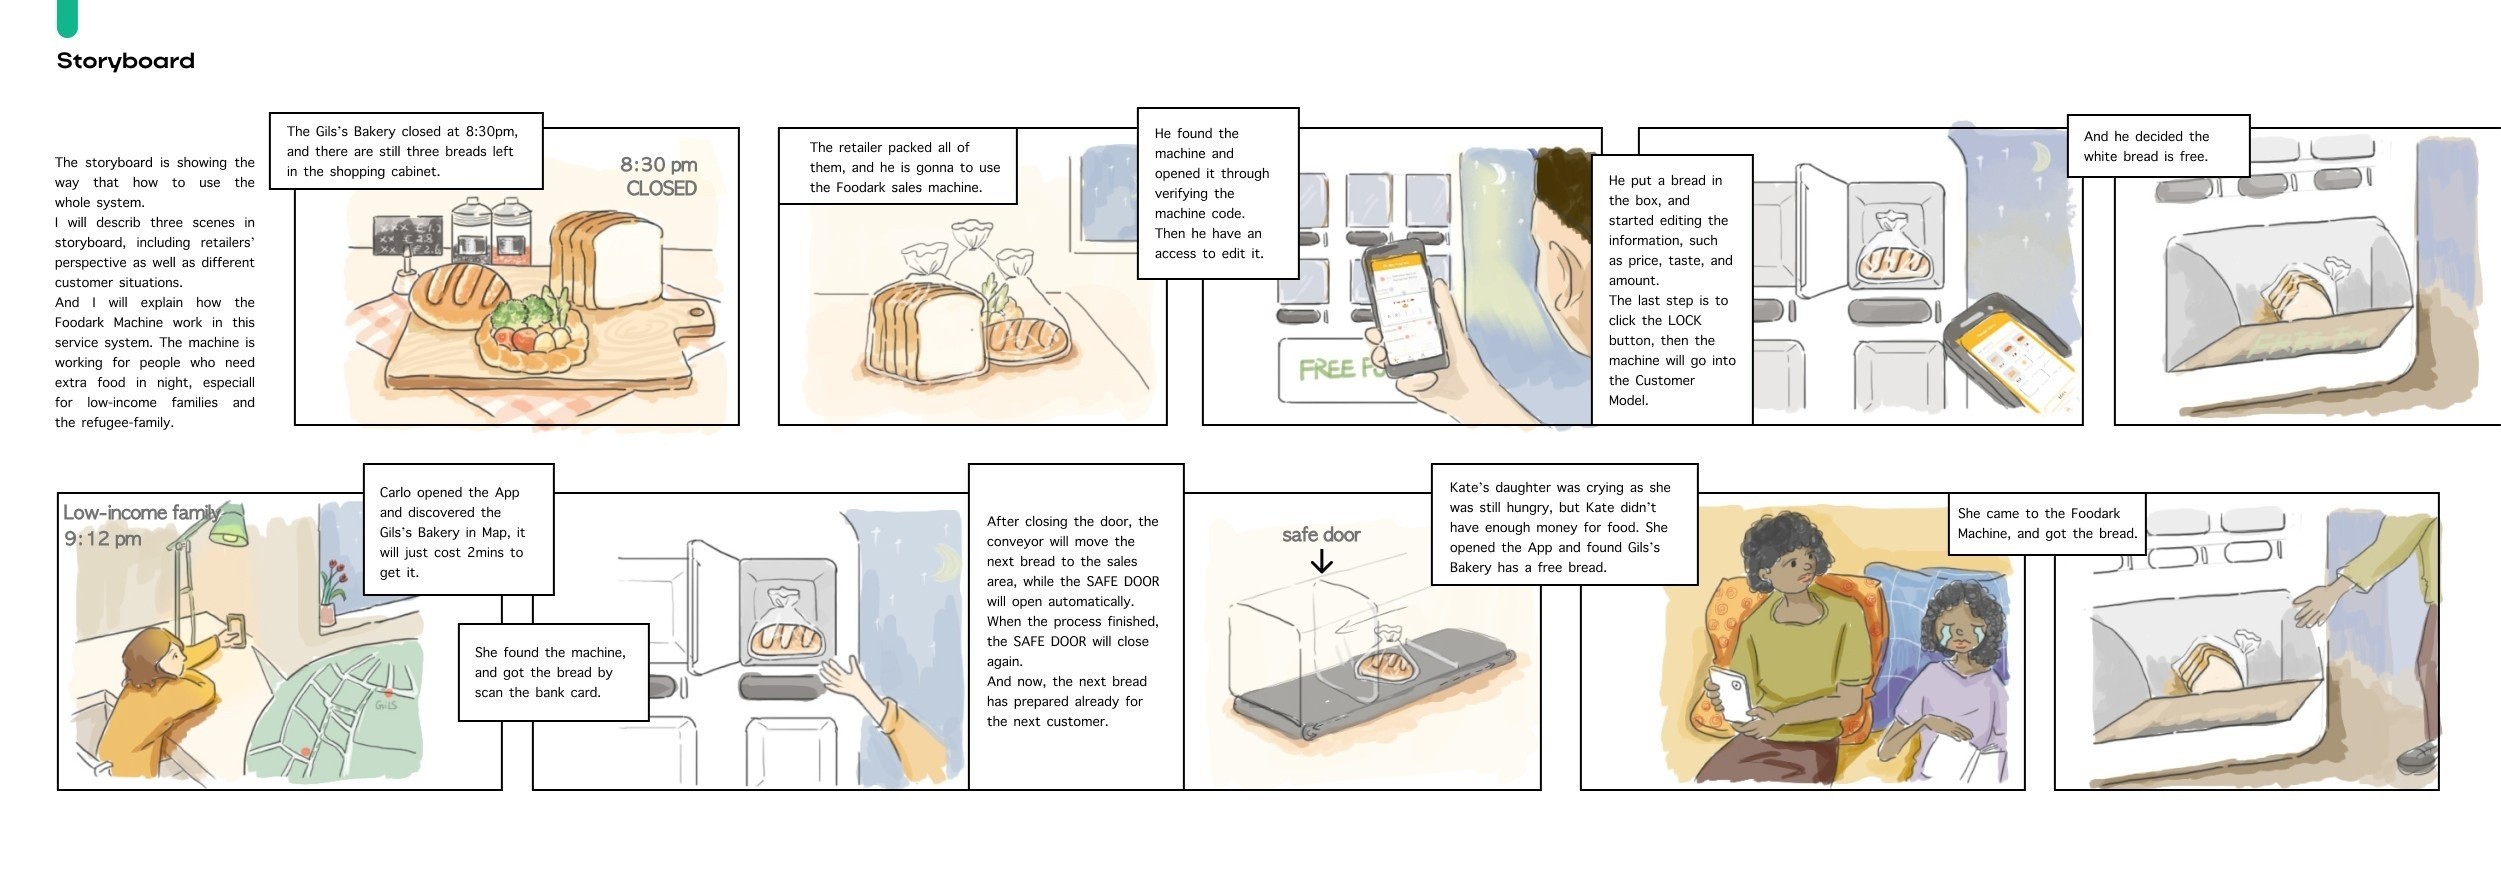 Storyboard
The storyboard is showing the
way that how to use the
whole system.
I will describ three scenes in
storyboard, including retailers'
perspective as well as different
customer situations.
And I will explain how the
Foodark Machine work in this
service system. The machine is
working for people who need
extra food in night, especiall
for low-income families and
the refugee-family.
The Gils's Bakery closed at 8:30pm,
and there are still three breads left
in the shopping cabinet.
8:30 pm
CLOSED
The retailer packed all of
them, and he is gonna to use
the Foodark sales machine.
He found the
machine and
opened it through
verifying the
machine code.
Then he have an
access to edit it.
FREE
He put a bread in
the box, and
started editing the
information, such
as price, taste, and
amount.
The last step is to
click the LOCK
button, then the
machine will go into
the Customer
Model.
And he decided the
white bread is free.
Low-income family
9:12 pm
Carlo opened the App
and discovered the
Gils's Bakery in Map, it
will just cost 2mins to
get it.
GilS
She found the machine,
and got the bread by
scan the bank card.
After closing the door, the
conveyor will move the
next bread to the sales
area, while the SAFE DOOR
will open automatically.
When the process finished,
the SAFE DOOR will close
again.
And now, the next bread
has prepared already for
the next customer.
safe door
Kate's daughter was crying as she
was still hungry, but Kate didn't
have enough money for food. She
opened the App and found Gils's
Bakery has a free bread.
She came to the Foodark
Machine, and got the bread.